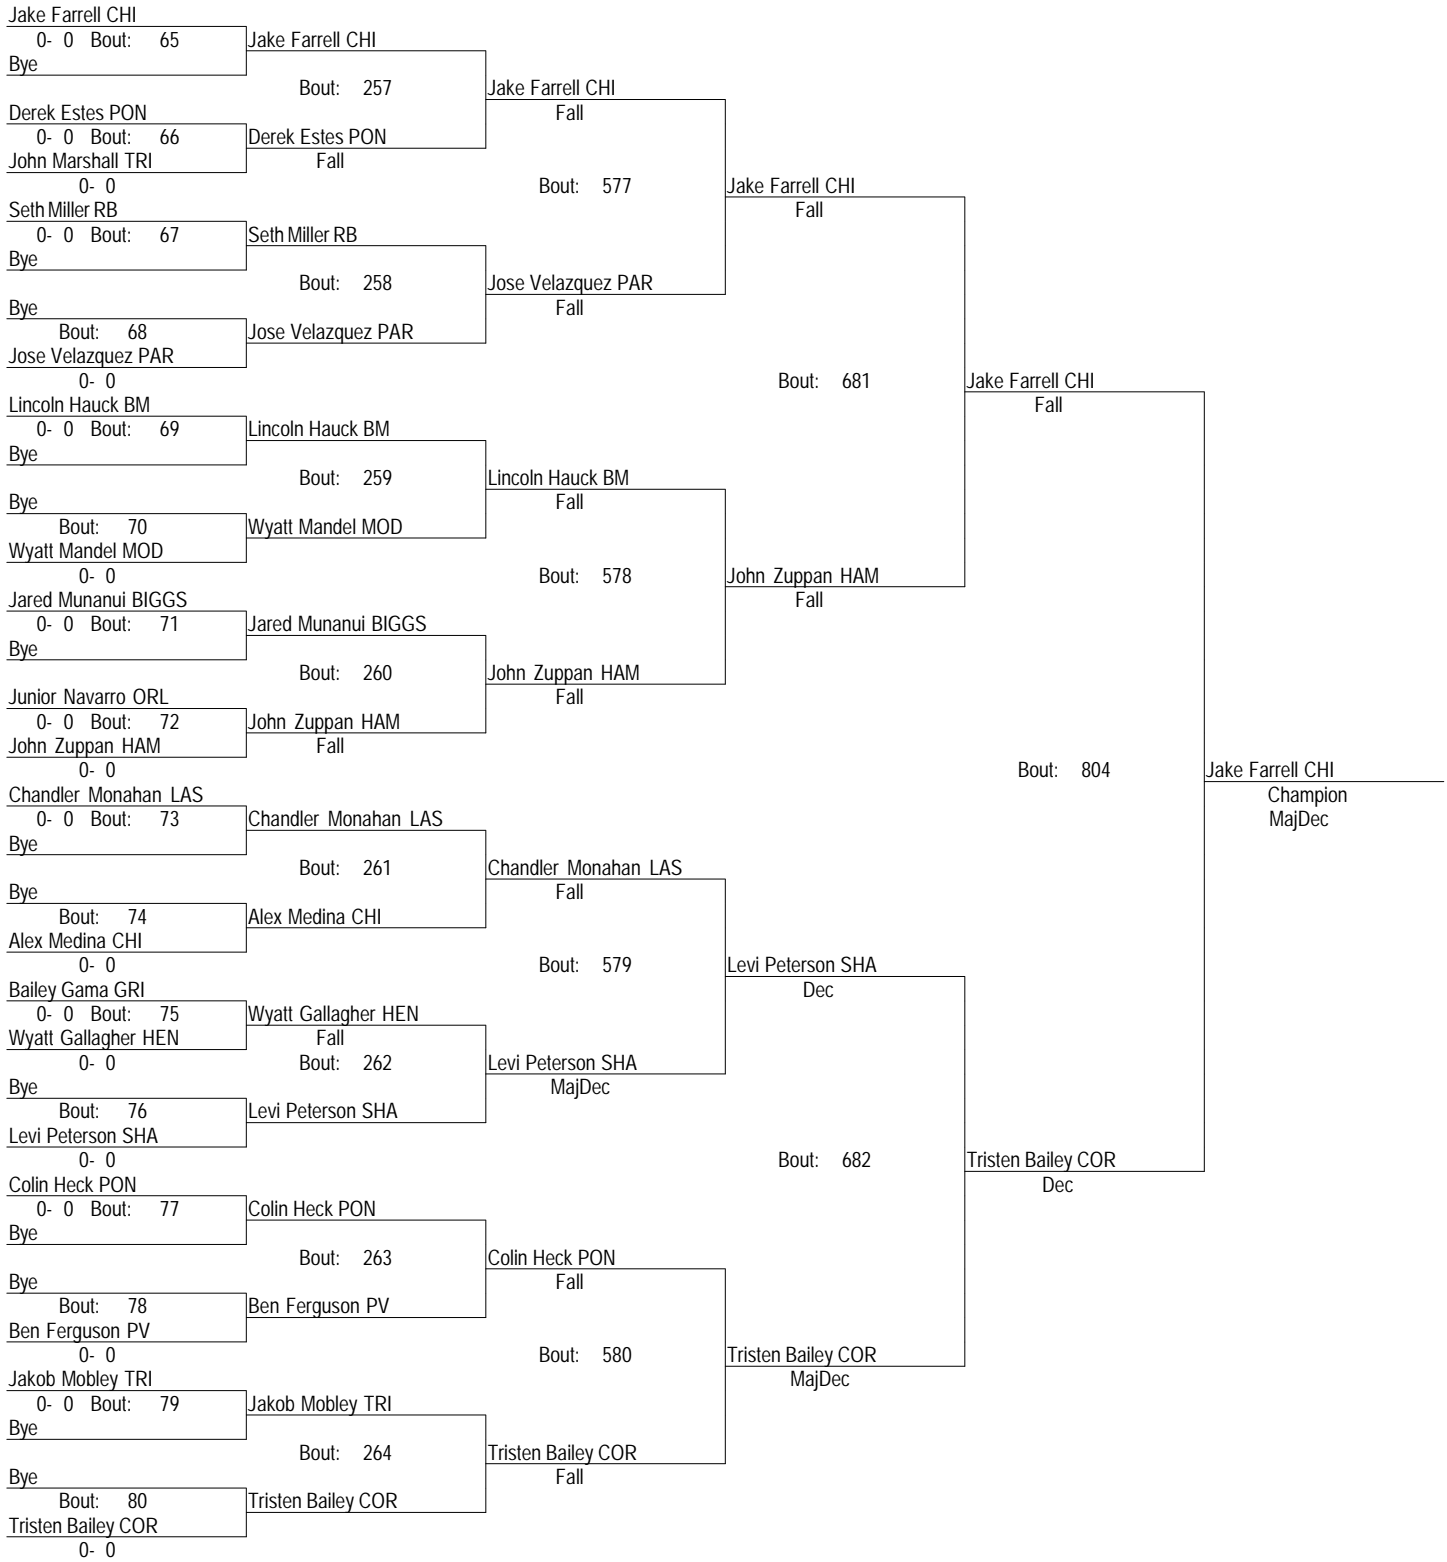 Jake Farrell CHI
0- 0 Bout: 65
Jake Farrell CHI
Bye
Bout: 257
Jake Farrell CHI
Fall
Derek Estes PON
0- 0 Bout: 66
Derek Estes PON
John Marshall TRI
Fall
0- 0
Bout: 577
Jake Farrell CHI
Fall
Seth Miller RB
0- 0 Bout: 67
Seth Miller RB
Bye
Bout: 258
Jose Velazquez PAR
Fall
Bye
Bout: 68
Jose Velazquez PAR
Jose Velazquez PAR
0- 0
Bout: 681
Jake Farrell CHI
Fall
Lincoln Hauck BM
0- 0 Bout: 69
Lincoln Hauck BM
Bye
Bout: 259
Lincoln Hauck BM
Fall
Bye
Bout: 70
Wyatt Mandel MOD
Wyatt Mandel MOD
0- 0
Bout: 578
John Zuppan HAM
Fall
Jared Munanui BIGGS
0- 0 Bout: 71
Jared Munanui BIGGS
Bye
Bout: 260
John Zuppan HAM
Fall
Junior Navarro ORL
0- 0 Bout: 72
John Zuppan HAM
John Zuppan HAM
Fall
0- 0
Bout: 804
Jake Farrell CHI
Champion
MajDec
Chandler Monahan LAS
0- 0 Bout: 73
Chandler Monahan LAS
Bye
Bout: 261
Chandler Monahan LAS
Fall
Bye
Bout: 74
Alex Medina CHI
Alex Medina CHI
0- 0
Bout: 579
Levi Peterson SHA
Dec
Bailey Gama GRI
0- 0 Bout: 75
Wyatt Gallagher HEN
Wyatt Gallagher HEN
Fall
0- 0
Bout: 262
Levi Peterson SHA
MajDec
Bye
Bout: 76
Levi Peterson SHA
Levi Peterson SHA
0- 0
Bout: 682
Tristen Bailey COR
Dec
Colin Heck PON
0- 0 Bout: 77
Colin Heck PON
Bye
Bout: 263
Colin Heck PON
Fall
Bye
Bout: 78
Ben Ferguson PV
Ben Ferguson PV
0- 0
Bout: 580
Tristen Bailey COR
MajDec
Jakob Mobley TRI
0- 0 Bout: 79
Jakob Mobley TRI
Bye
Bout: 264
Tristen Bailey COR
Fall
Bye
Bout: 80
Tristen Bailey COR
Tristen Bailey COR
0- 0